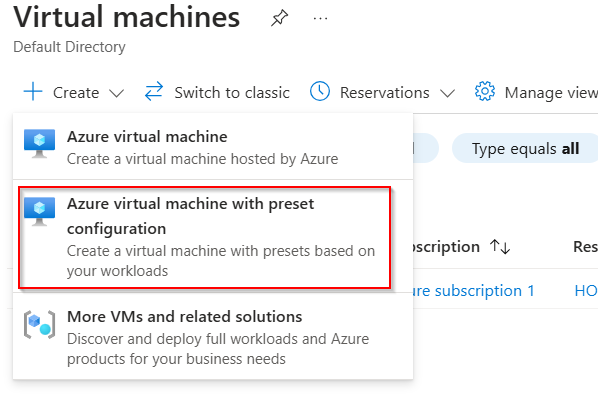 Virtual machines ...
Default Directory
Create Switch to classic Reservations Manage view
Azure virtual machine
Create a virtual machine hosted by Azure
Type equals all
Azure virtual machine with preset
configuration
Create a virtual machine with presets based on
your workloads
bscription Res
ure subscription 1 HO
More VMs and related solutions
Discover and deploy full workloads and Azure
products for your business needs